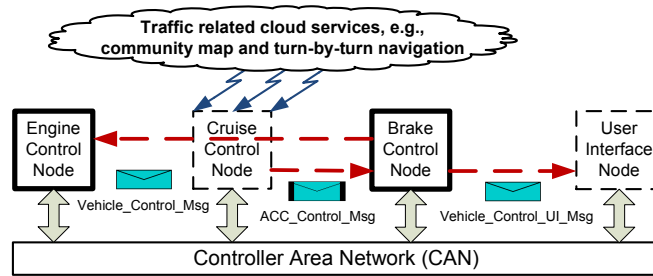 Traffic related cloud services, e.g.,
community map and turn-by-turn navigation
Engine
Control
Node
Cruise
Control
Node
Brake
Control
Node
User
Interface
Node
Vehicle_Control_Msg
ACC_Control_Msg
Vehicle_Control_UI_Msg
Controller Area Network (CAN)